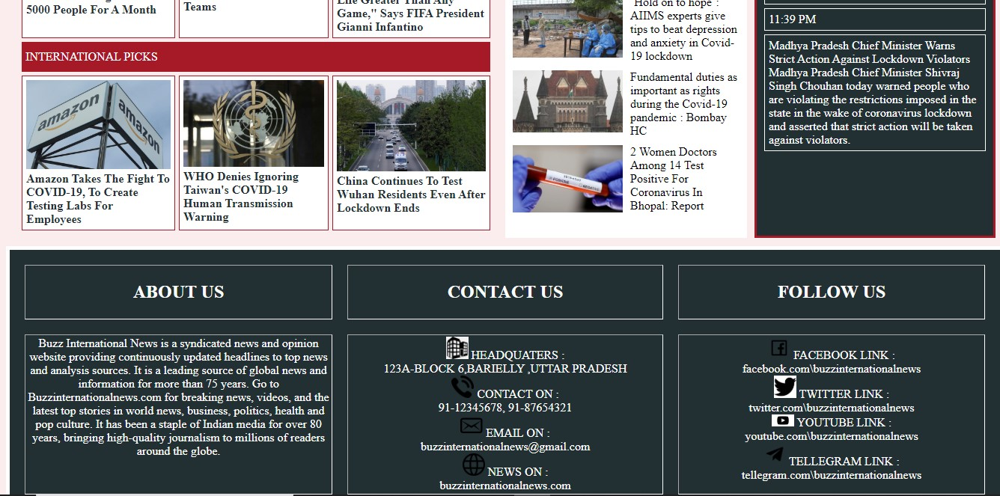 5000 People For A Month
Teams
Life Greater Than Any
Game," Says FIFA President
Gianni Infantino
INTERNATIONAL PICKS
amazon
amazon
Amazon Takes The Fight To
COVID-19, To Create
Testing Labs For
Employees
WHO Denies Ignoring
Taiwan's COVID-19
Human Transmission
Warning
China Continues To Test
Wuhan Residents Even After
Lockdown Ends
'Hold on to hope':
AIIMS experts give
tips to beat depression
and anxiety in Covid-
19 lockdown
Fundamental duties as
important as rights
during the Covid-19
pandemic : Bombay
HC
2 Women Doctors
Among 14 Test
Positive For
Coronavirus In
Bhopal: Report
11:39 PM
Madhya Pradesh Chief Minister Warns
Strict Action Against Lockdown Violators
Madhya Pradesh Chief Minister Shivraj
Singh Chouhan today warned people who
are violating the restrictions imposed in the
state in the wake of coronavirus lockdown
and asserted that strict action will be taken
against violators.
ABOUT US
Buzz International News is a syndicated news and opinion
website providing continuously updated headlines to top news
and analysis sources. It is a leading source of global news and
information for more than 75 years. Go to
Buzzinternationalnews.com for breaking news, videos, and the
latest top stories in world news, business, politics, health and
pop culture. It has been a staple of Indian media for over 80
years, bringing high-quality journalism to millions of readers
around the globe.
CONTACT US
HEADQUATERS :
123A-BLOCK 6,BARIELLY ,UTTAR PRADESH
CONTACT ON :
91-12345678, 91-87654321
EMAIL ON :
buzzinternationalnews@gmail.com
NEWS ON :
buzzinternationalnews.com
FOLLOW US
FACEBOOK LINK :
facebook.com\buzzinternationalnews
TWITTER LINK :
twitter.com\buzzinternationalnews
YOUTUBE LINK :
youtube.com\buzzinternationalnews
TELLEGRAM LINK :
tellegram.com\buzzinternationalnews